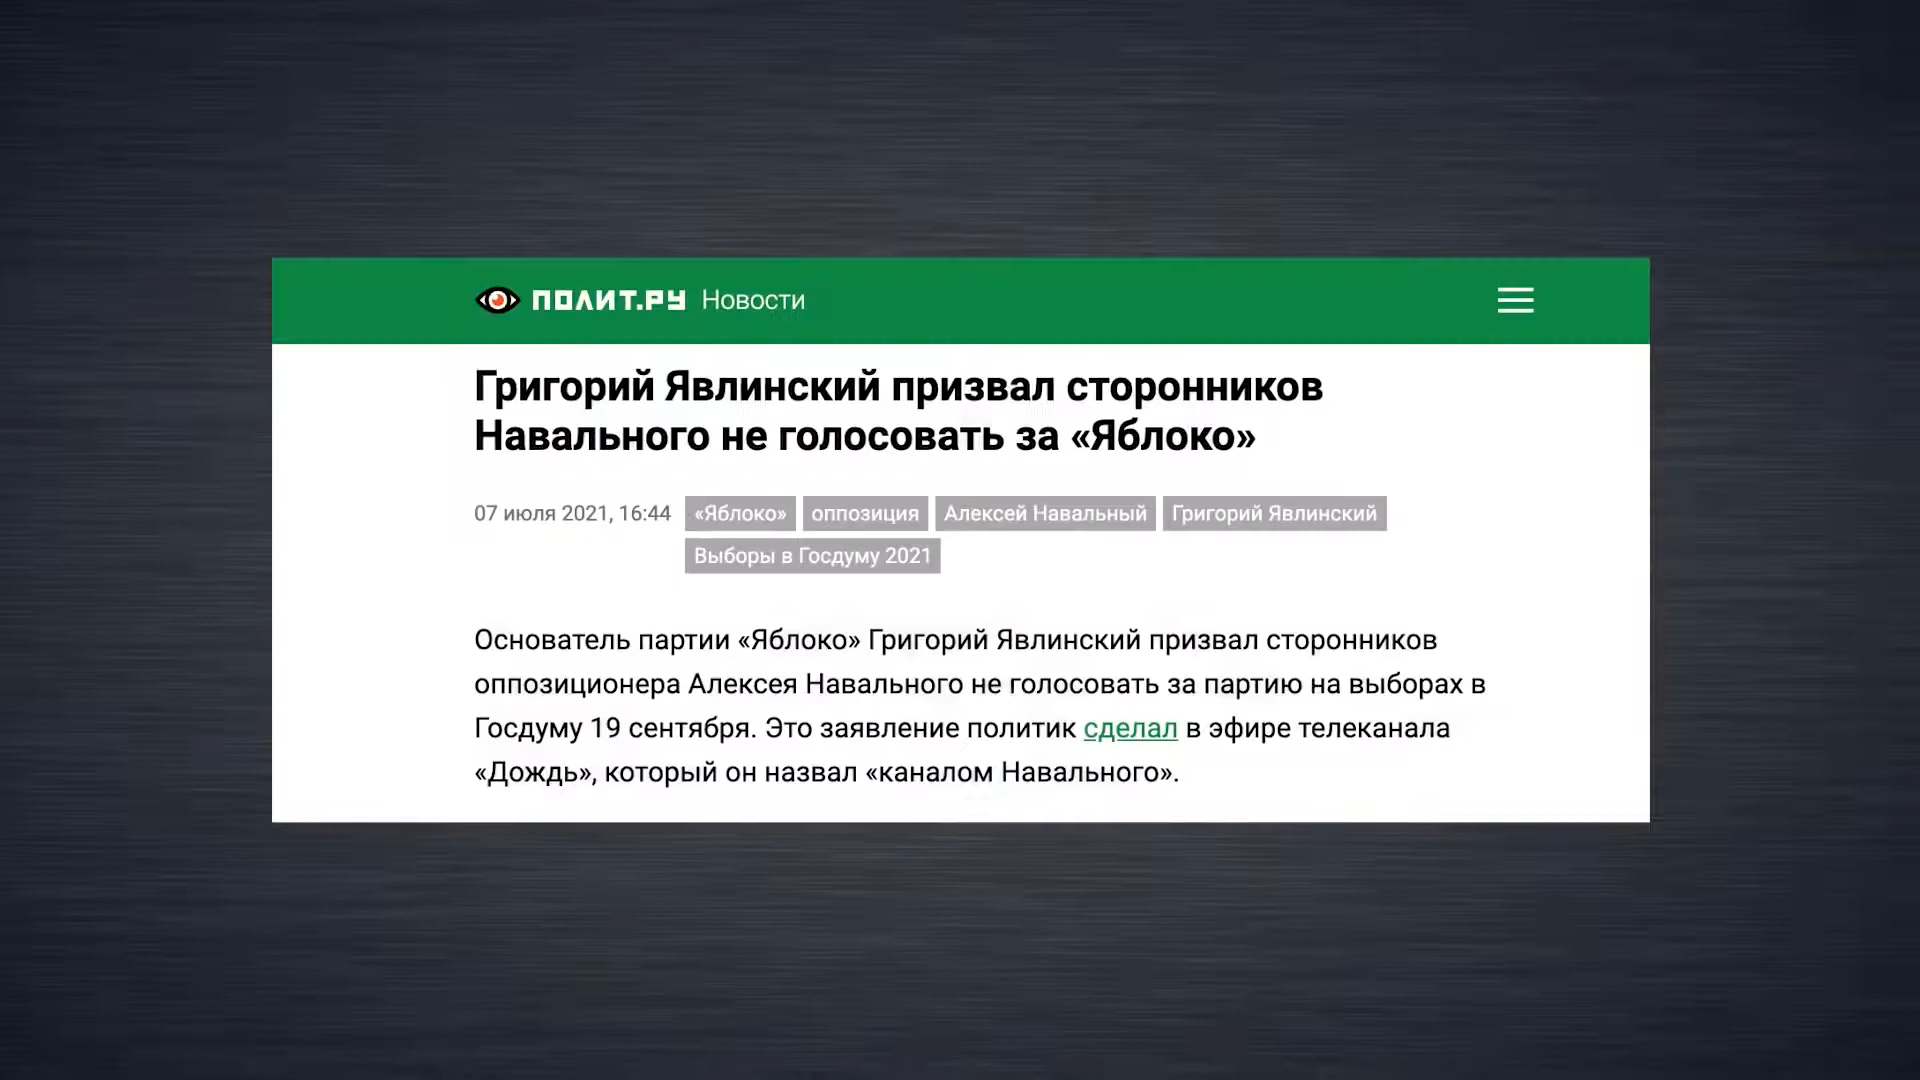 ПОЛИТ.РУ Новости
Григорий Явлинский призвал сторонников
Навального не голосовать за «Яблоко»
07 июля 2021, 16:44 «Яблоко» оппозиция Алексей Навальный Григорий Явлинский
Выборы в Госдуму 2021
Основатель партии «Яблоко» Григорий Явлинский призвал сторонников
оппозиционера Алексея Навального не голосовать за партию на выборах в
Госдуму 19 сентября. Это заявление политик сделал в эфире телеканала
«Дождь», который он назвал «каналом Навального».